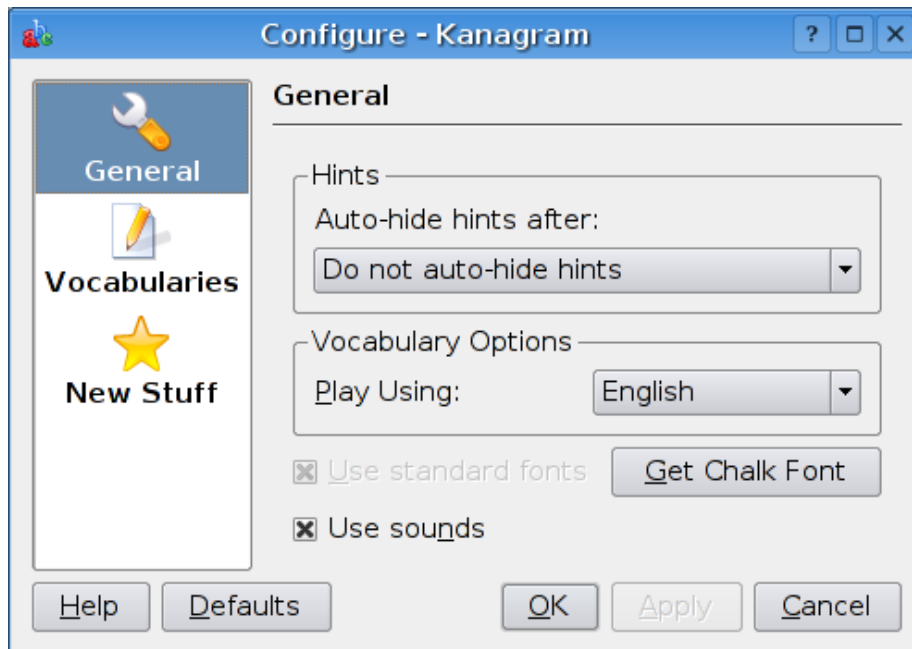 Configure - Kanagram
General
Vocabularies
New Stuff
General
Hints
Auto-hide hints after:
Do not auto-hide hints
Vocabulary Options
Play Using: English
Use standard fonts Get Chalk Font
Use sounds
Help Defaults OK Apply Cancel